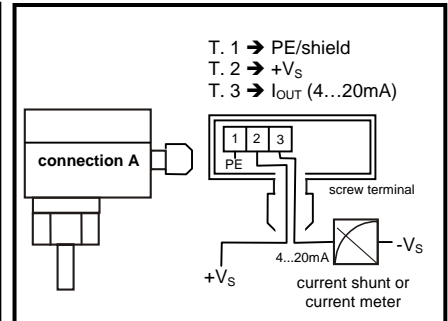 T. 1 ➔ PE/shield
T. 2 ➔ +VS
T. 3 ➔ IOUT (4…20mA)
connection A
1 2 3
PE
screw terminal
4...20mA
-VS
+VS
current shunt or
current meter